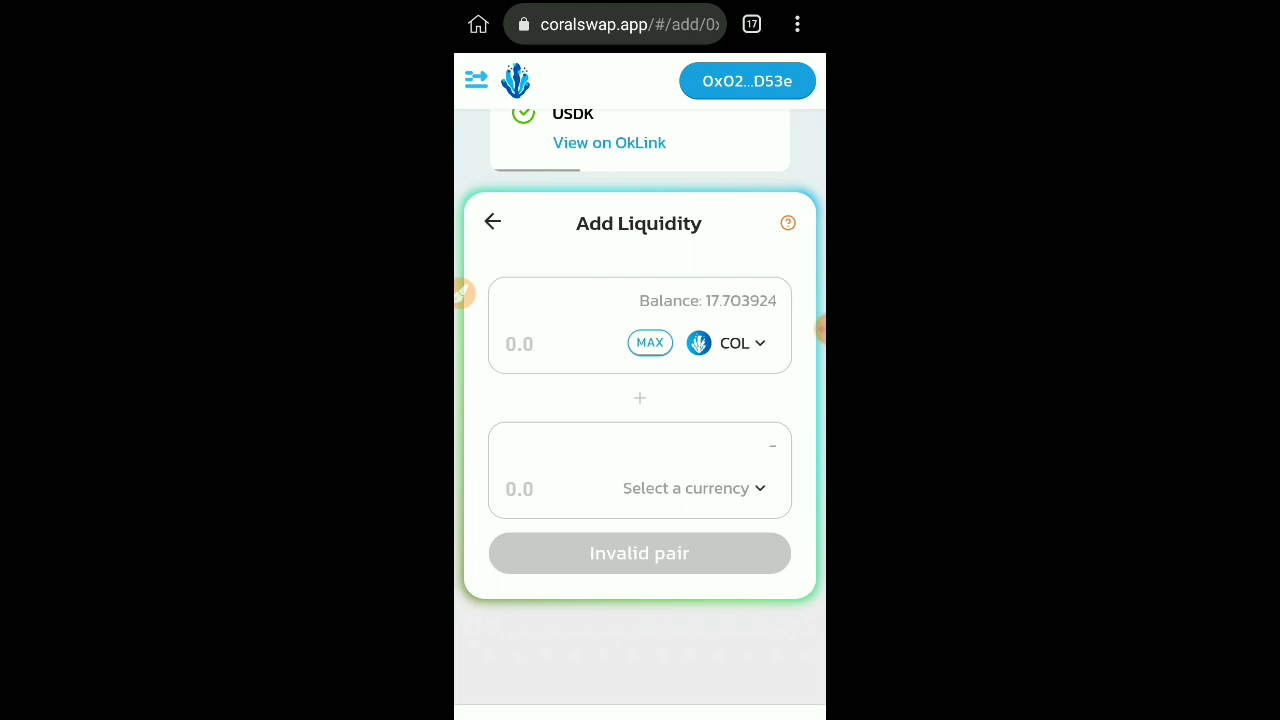 coralswap.app/#/add/0x
17
0x02...D53e
USDK
View on OkLink
Add Liquidity
?
Balance: 17.703924
0.0
MAX
COL
+
-
0.0
Select a currency
Invalid pair